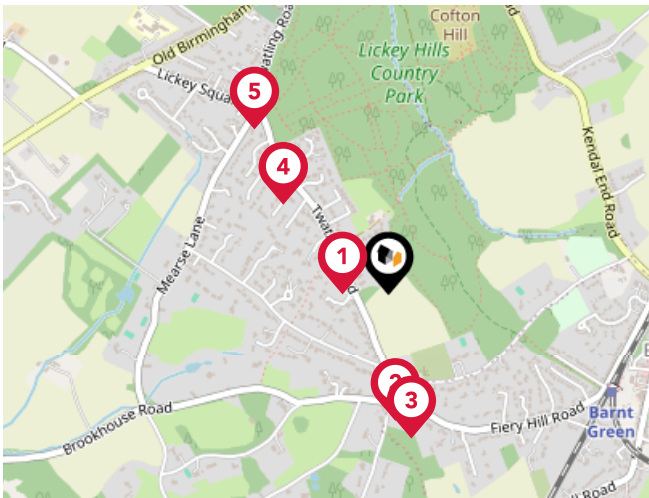 Cofton
Hill
Old Birmingham
Lickey Hills
Country
Park
Lickey
5
Kendal End Road
4
Mearse Lane
1
2
3
Brookhouse Road
Fiery Hill Road
Barnt
Green